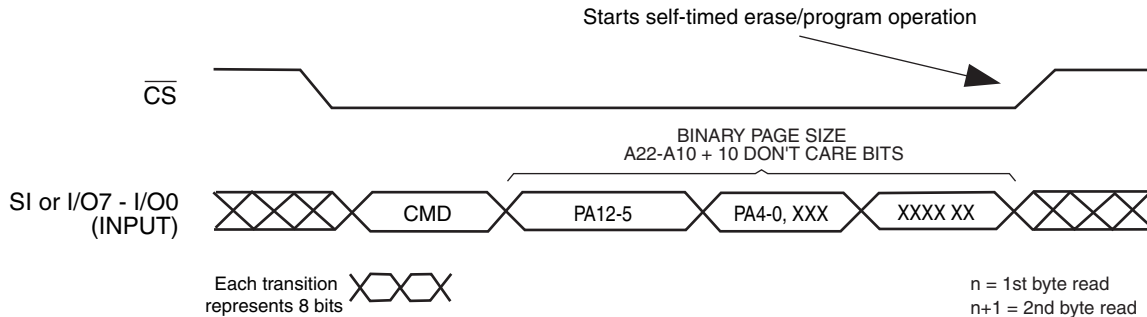 Starts self-timed erase/program operation
CS
BINARY PAGE SIZE
A22-A10 + 10 DON'T CARE BITS
SI or I/O7 - I/O0
(INPUT)
CMD
PA12-5
PA4-0, XXX
XXXX XX
Each transition
represents 8 bits
n = 1st byte read
n+1 = 2nd byte read